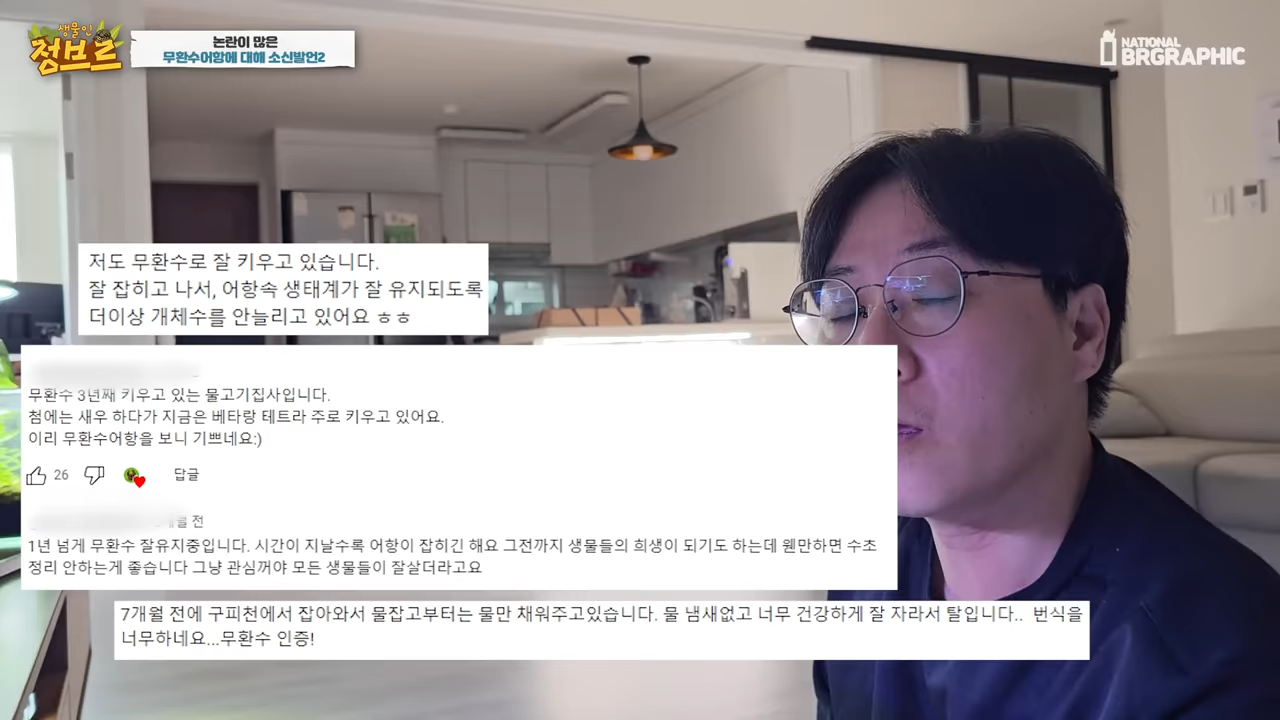 생물인
정브르
논란이 많은
무환수어항에 대해 소신발언2
NATIONAL
BRGRAPHIC
저도 무환수로 잘 키우고 있습니다.
잘 잡히고 나서, 어항속 생태계가 잘 유지되도록
더이상 개체수를 안늘리고 있어요 ㅎㅎ
무환수 3년째 키우고 있는 물고기집사입니다.
첨에는 새우 하다가 지금은 베타랑 테트라 주로 키우고 있어요.
이리 무환수어항을 보니 기쁘네요:)
26 답글
전
1년 넘게 무환수 잘유지중입니다. 시간이 지날수록 어항이 잡히긴 해요 그전까지 생물들의 희생이 되기도 하는데 웬만하면 수초
정리 안하는게 좋습니다 그냥 관심꺼야 모든 생물들이 잘살더라고요
7개월 전에 구피천에서 잡아와서 물잡고부터는 물만 채워주고있습니다. 물 냄새없고 너무 건강하게 잘 자라서 탈입니다.. 번식을
너무하네요...무환수 인증!